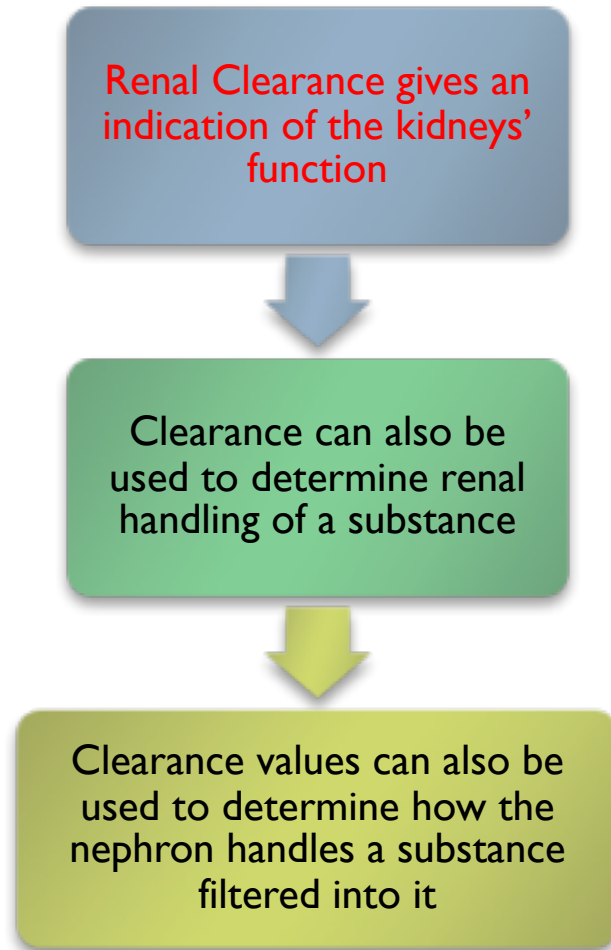 Renal Clearance gives an
indication of the kidneys’
function
Clearance can also be
used to determine renal
handling of a substance
Clearance values can also be
used to determine how the
nephron handles a substance
filtered into it